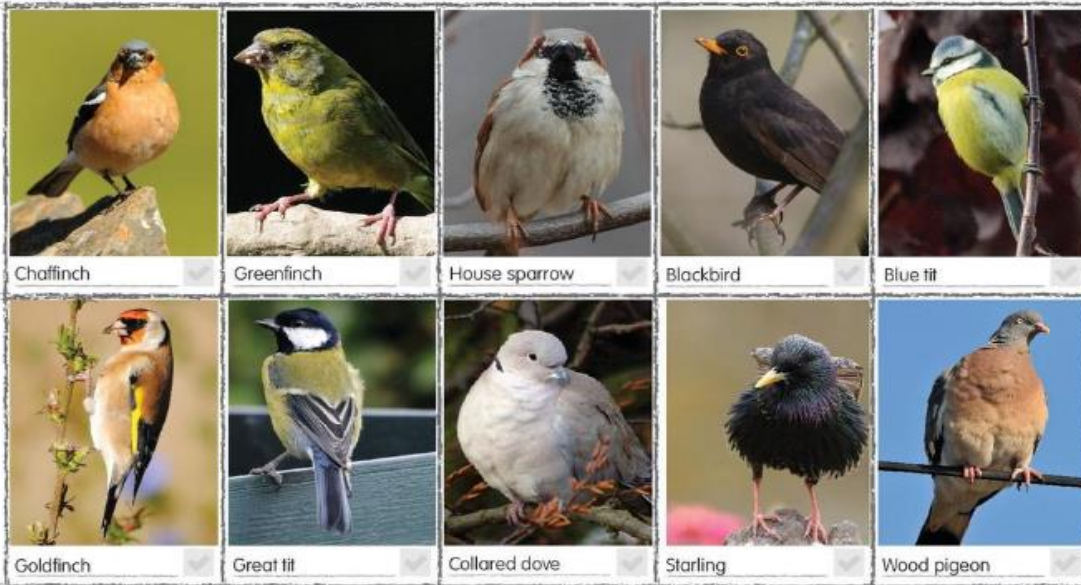 Chaffinch
Greenfinch
House sparrow
Blackbird
Blue tit
Goldfinch
Great tit
Collared dove
Starling
Wood pigeon